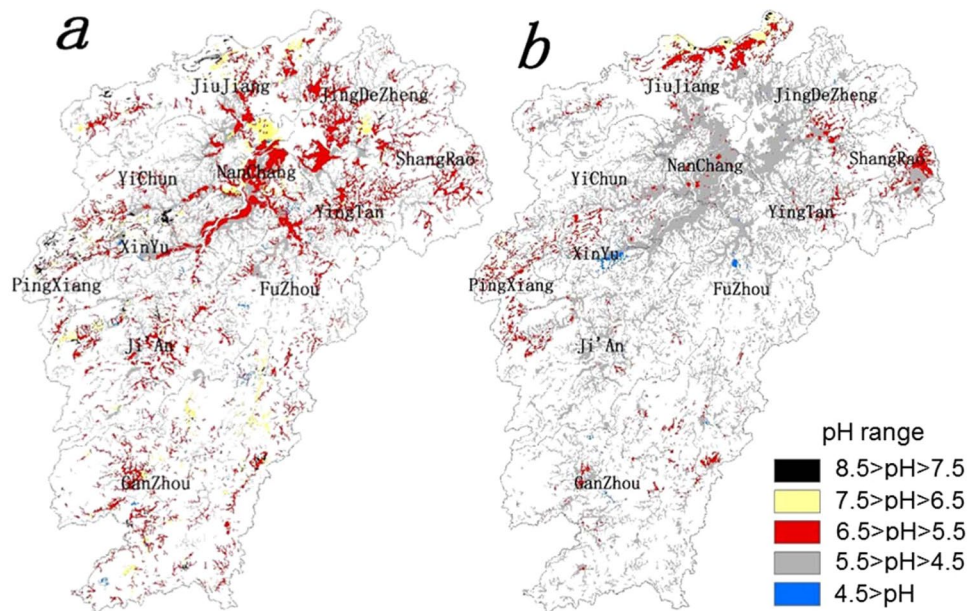 a
JiuJiang
JingDeZheng
ShangRao
YiChun
NanChang
YingTan
XinYu
PingXiang
FuZhou
Ji'An
GanZhou
b
JiuJiang
JingDeZheng
NanChang
ShangRao
YiChun
YingTan
XinYu
PingXiang
FuZhou
Ji'An
GanZhou
pH range
8.5>pH>7.5
7.5>pH>6.5
6.5>pH>5.5
5.5>pH>4.5
4.5>pH